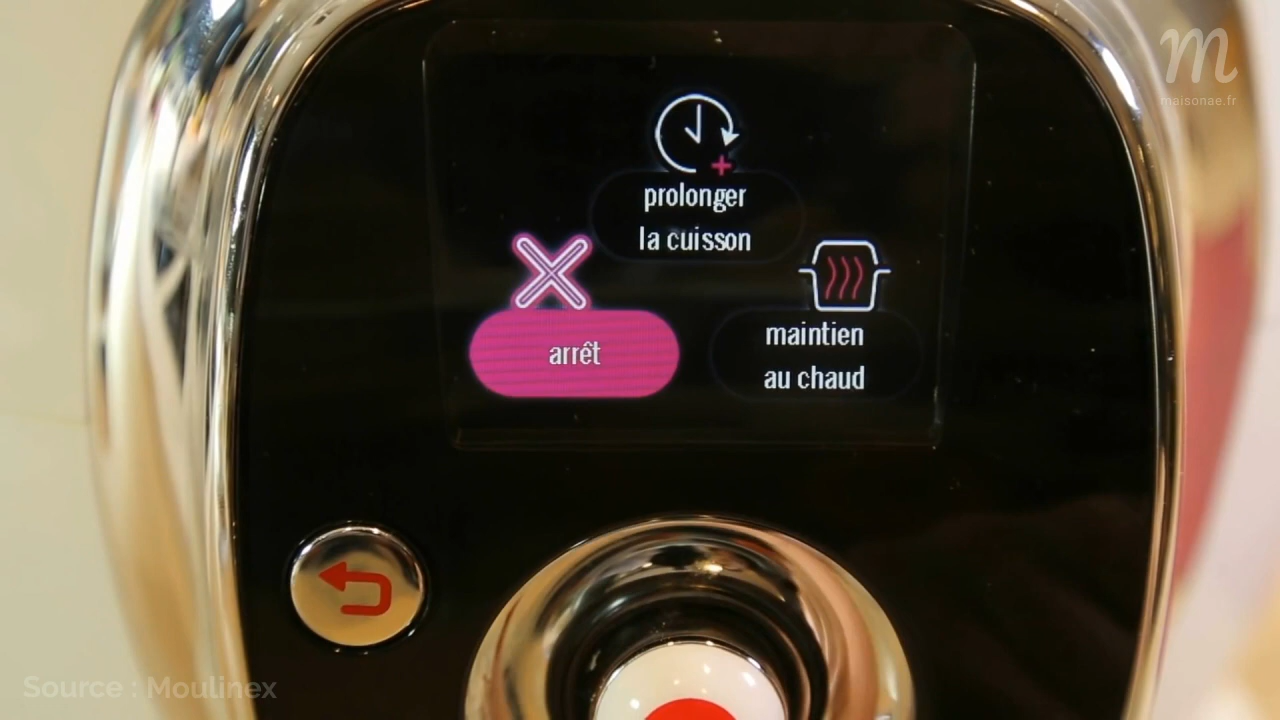 m
maisonae.fr
prolonger
la cuisson
arrêt
maintien
au chaud
Source : Moulinex